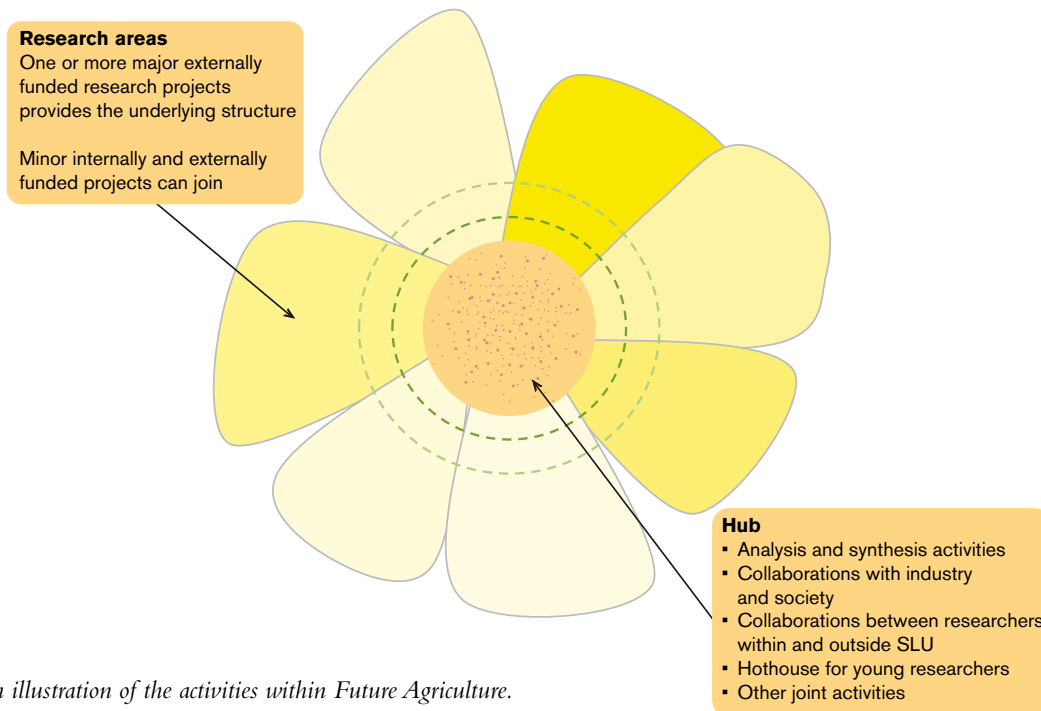 Research areas
One or more major externally
funded research projects
provides the underlying structure
Minor internally and externally
funded projects can join
Hub
▪ Analysis and synthesis activities
▪ Collaborations with industry
and society
▪ Collaborations between researchers
within and outside SLU
▪ Hothouse for young researchers
▪ Other joint activities
illustration of the activities within Future Agriculture.